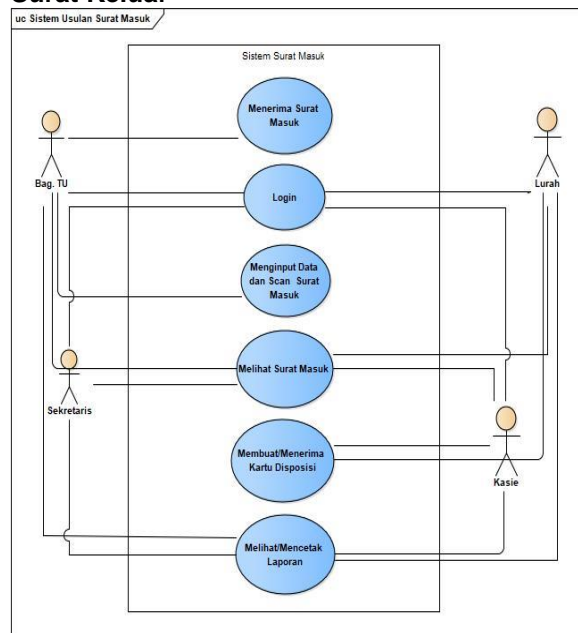 Surat Keluar
uc Sistem Usulan Surat Masuk
Sistem Surat Masuk
Menerima Surat
Masuk
Bag. TU
Lurah
Login
Menginput Data
dan Scan Surat
Masuk
Melihat Surat Masuk
Sekretaris
Membuat/Menerima
Kartu Disposisi
Kasie
Melihat/Mencetak
Laporan